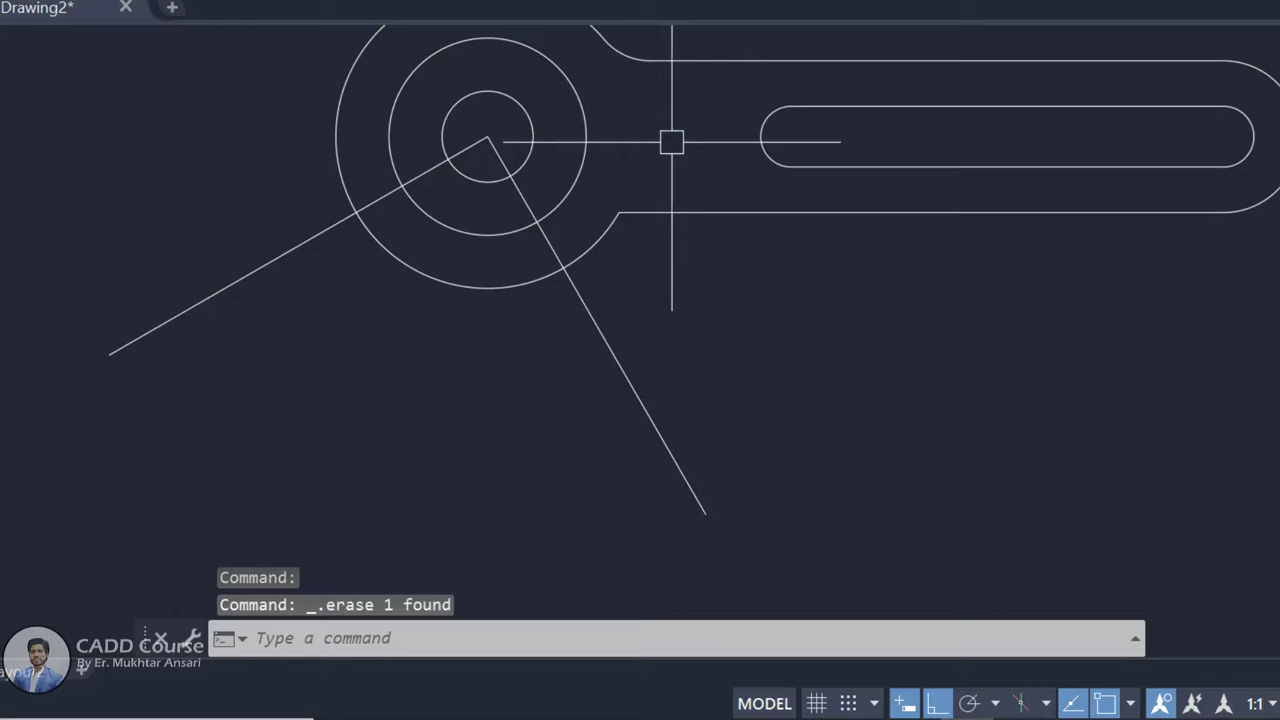 Drawing2*
Command:
Command: _.erase 1 found
Type a command
CADD Course
By Er. Mukhtar Ansari
MODEL
1:1